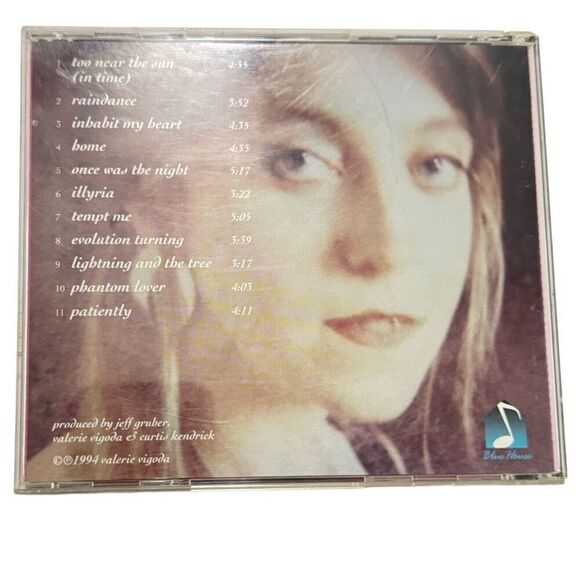 1 too near the sun 4:35
(in time)
2 raindance 3:52
3 inhabit my heart 4:35
4 home 4:35
5 once was the night 5:17
6 illyria 3:22
7 tempt me 5:05
8 evolution turning 3:39
9 lightning and the tree 3:17
10 phantom lover 4:03
11 patiently 4:11
produced by jeff gruber,
valerie vigoda & curtis kendrick
©℗1994 valerie vigoda
Blue House